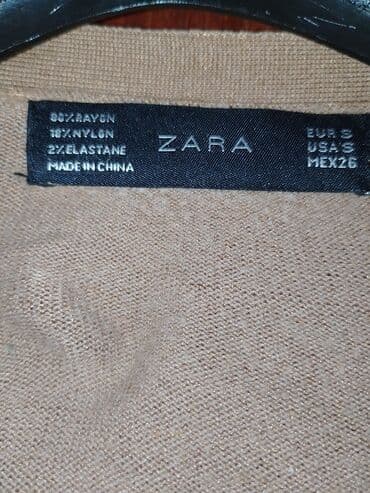 80%RAYON
18%NYLON
2%ELASTANE
MADE IN CHINA
ZARA
EUR S
USA S
MEX 26